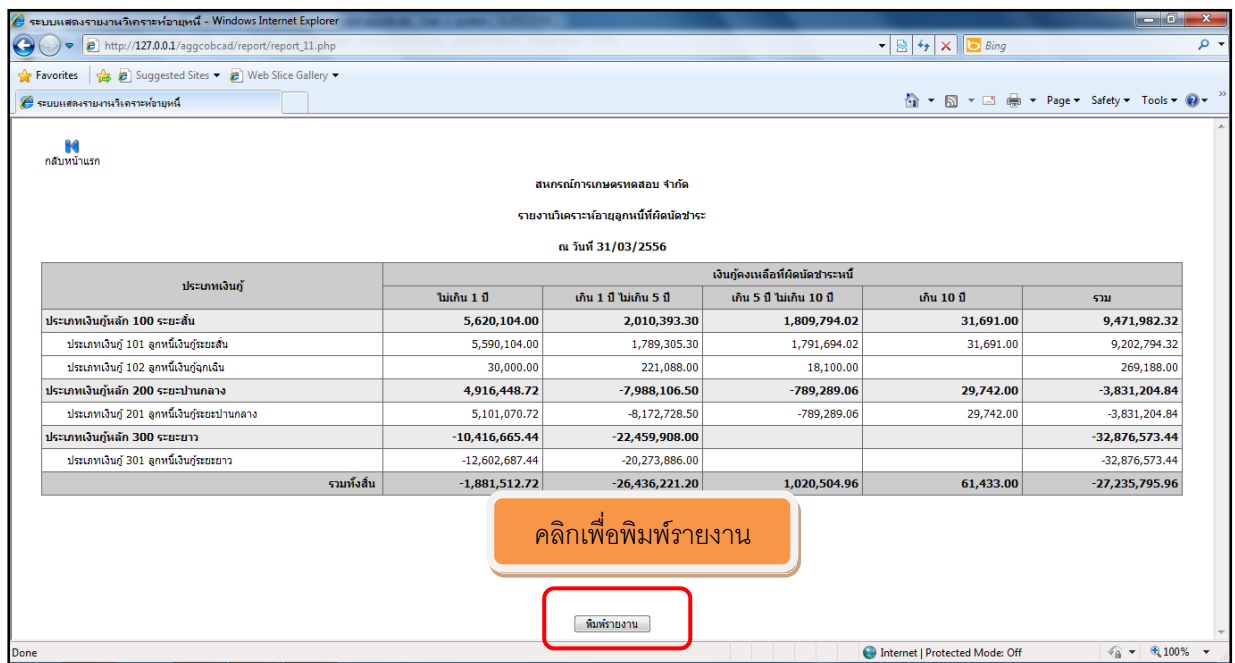 ระบบแสดงรายงานวิเคราะห์อายุหนี้ - Windows Internet Explorer
http://127.0.0.1/aggcobcad/report/report_11.php
Bing
Favorites Suggested Sites Web Slice Gallery
ระบบแสดงรายงานวิเคราะห์อายุหนี้
Page Safety Tools
กลับหน้าแรก
สหกรณ์การเกษตรทดสอบ จำกัด
รายงานวิเคราะห์อายุลูกหนี้ที่ผิดนัดชำระ
ณ วันที่ 31/03/2556
ประเภทเงินกู้ เงินกู้คงเหลือที่ผิดนัดชำระหนี้
ไม่เกิน 1 ปี เกิน 1 ปี ไม่เกิน 5 ปี เกิน 5 ปี ไม่เกิน 10 ปี เกิน 10 ปี รวม
ประเภทเงินกู้หลัก 100 ระยะสั้น 5,620,104.00 2,010,393.30 1,809,794.02 31,691.00 9,471,982.32
ประเภทเงินกู้ 101 ลูกหนี้เงินกู้ระยะสั้น 5,590,104.00 1,789,305.30 1,791,694.02 31,691.00 9,202,794.32
ประเภทเงินกู้ 102 ลูกหนี้เงินกู้ฉุกเฉิน 30,000.00 221,088.00 18,100.00 269,188.00
ประเภทเงินกู้หลัก 200 ระยะปานกลาง 4,916,448.72 -7,988,106.50 -789,289.06 29,742.00 -3,831,204.84
ประเภทเงินกู้ 201 ลูกหนี้เงินกู้ระยะปานกลาง 5,101,070.72 -8,172,728.50 -789,289.06 29,742.00 -3,831,204.84
ประเภทเงินกู้หลัก 300 ระยะยาว -10,416,665.44 -22,459,908.00 -32,876,573.44
ประเภทเงินกู้ 301 ลูกหนี้เงินกู้ระยะยาว -12,602,687.44 -20,273,886.00 -32,876,573.44
รวมทั้งสิ้น -1,881,512.72 -26,436,221.20 1,020,504.96 61,433.00 -27,235,795.96
คลิกเพื่อพิมพ์รายงาน
พิมพ์รายงาน
Done Internet | Protected Mode: Off 100%